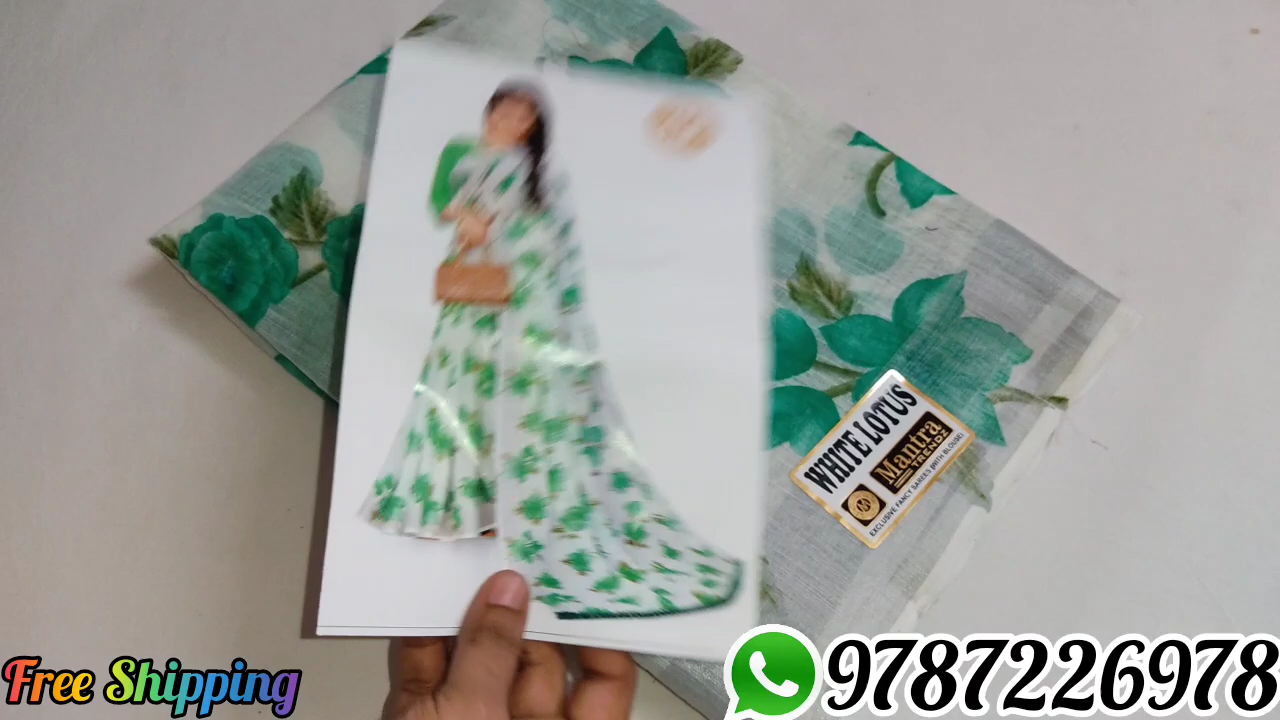 WHITE LOTUS
Mantra
TRENDZ
EXCLUSIVE FANCY SAREES (WITH BLOUSE)
Free Shipping
9787226978